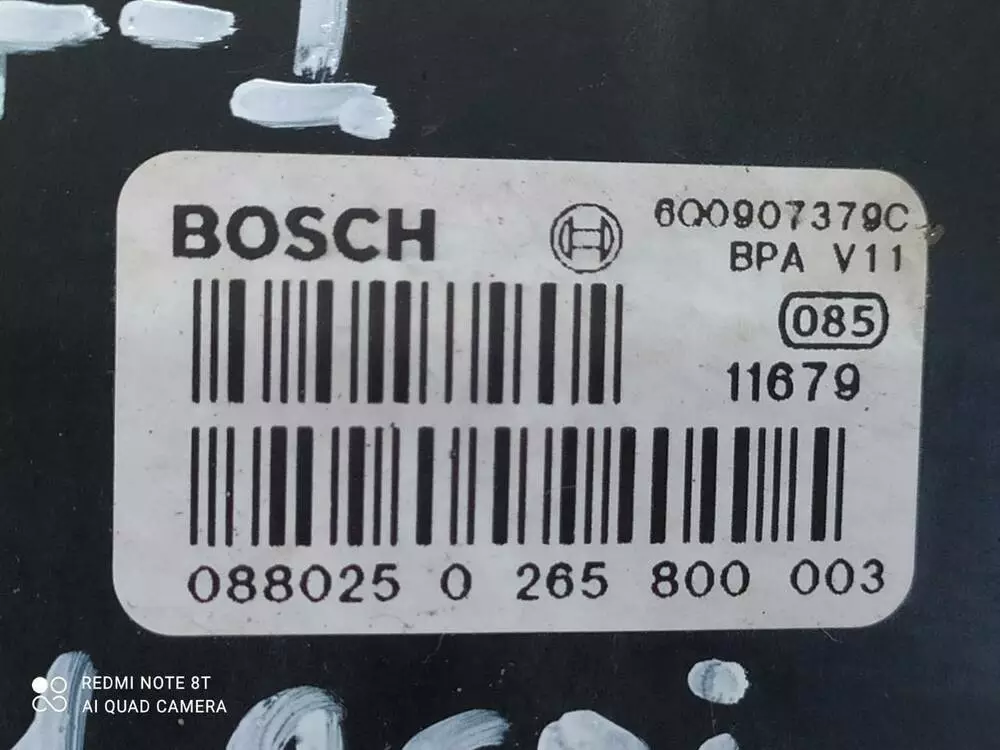 BOSCH
6Q0907379C
BPA V11
085
11679
088025 0 265 800 003
REDMI NOTE 8T
AI QUAD CAMERA